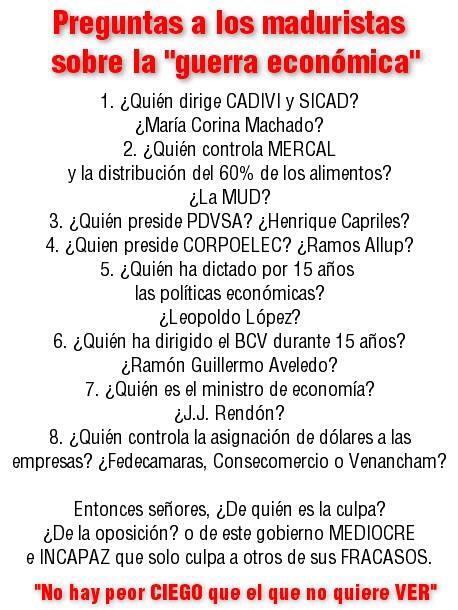 Preguntas a los maduristas
sobre la "guerra económica"
1. ¿Quién dirige CADIVI y SICAD?
¿María Corina Machado?
2. ¿Quién controla MERCAL
y la distribución del 60% de los alimentos?
¿La MUD?
3. ¿Quién preside PDVSA? ¿Henrique Capriles?
4. ¿Quien preside CORPOELEC? ¿Ramos Allup?
5. ¿Quién ha dictado por 15 años
las políticas económicas?
¿Leopoldo López?
6. ¿Quién ha dirigido el BCV durante 15 años?
¿Ramón Guillermo Aveledo?
7. ¿Quién es el ministro de economía?
¿J.J. Rendón?
8. ¿Quién controla la asignación de dólares a las
empresas? ¿Fedecamaras, Consecomercio o Venancham?
Entonces señores, ¿De quién es la culpa?
¿De la oposición? o de este gobierno MEDIOCRE
e INCAPAZ que solo culpa a otros de sus FRACASOS.
"No hay peor CIEGO que el que no quiere VER"